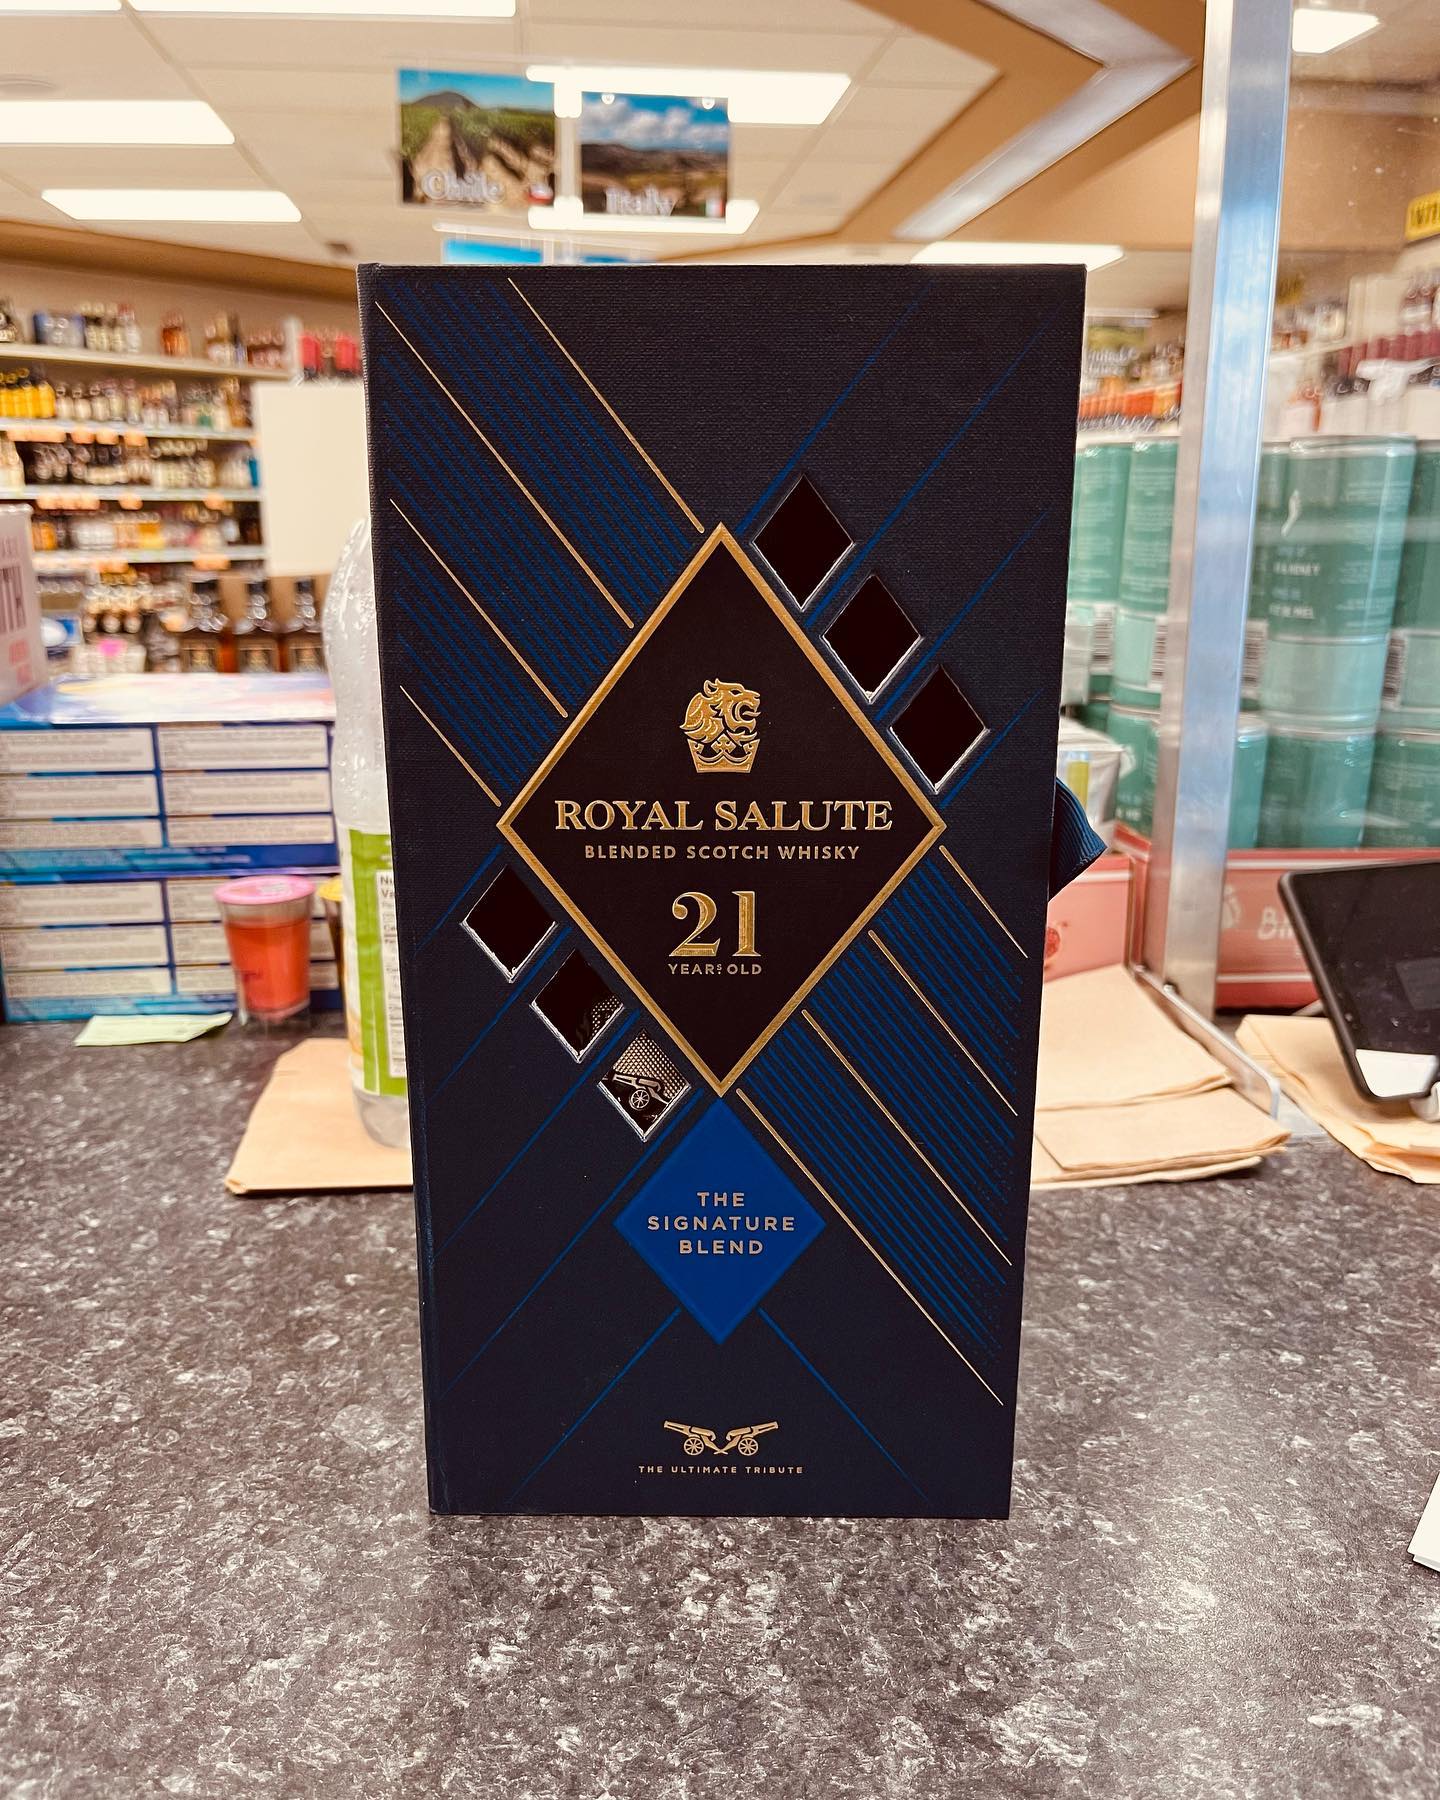 Chile
Italy
ROYAL SALUTE
BLENDED SCOTCH WHISKY
21
YEARS OLD
THE
SIGNATURE
BLEND
THE ULTIMATE TRIBUTE